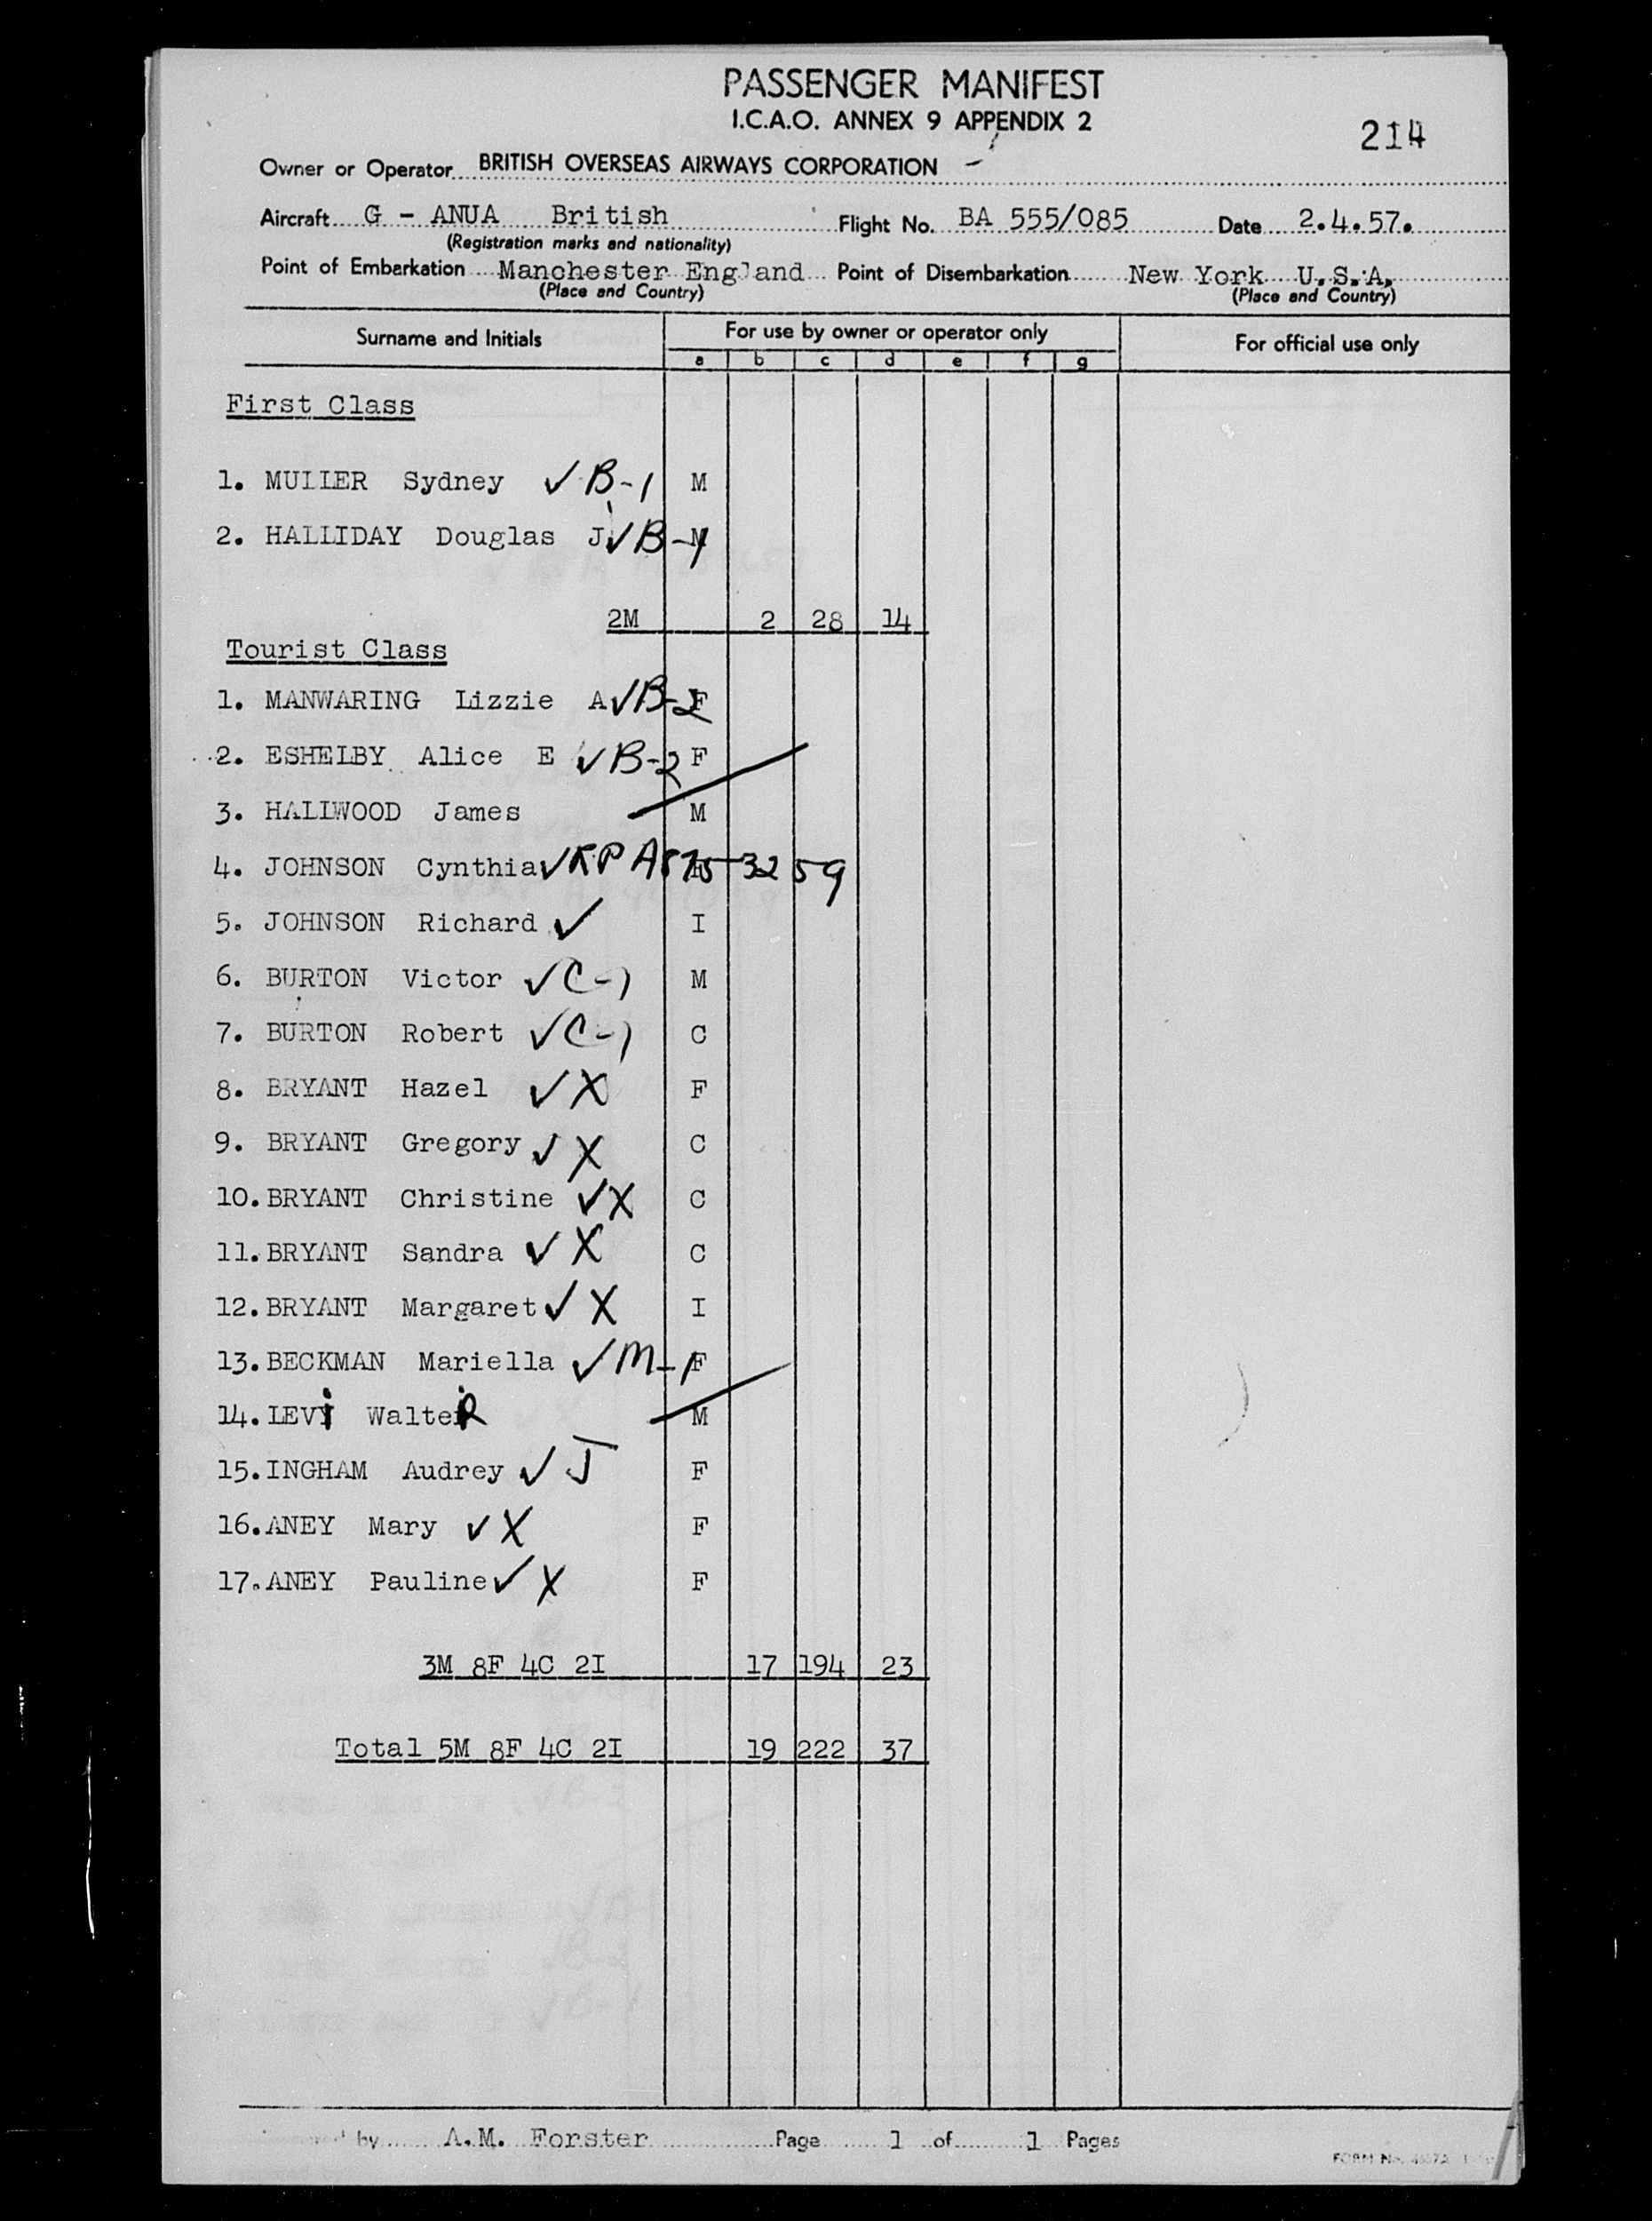 PASSENGER MANIFEST
I.C.A.O. ANNEX 9 APPENDIX 2
214
Owner or Operator BRITISH OVERSEAS AIRWAYS CORPORATION -
Aircraft G - ANUA British Flight No. BA 555/085 Date 2.4.57.
(Registration marks and nationality)
Point of Embarkation Manchester England Point of Disembarkation New York U.S.A.
(Place and Country) (Place and Country)
Surname and Initials For use by owner or operator only For official use only
a b c d e f g
First Class
1. MULLER Sydney ✓ B-1 M
2. HALLIDAY Douglas J ✓ B-1 M
2M 2 28 14
Tourist Class
1. MANWARING Lizzie A ✓ B-2 F
2. ESHELBY Alice E ✓ B-2 F
3. HALLWOOD James M
4. JOHNSON Cynthia ✓
5. JOHNSON Richard ✓ I
6. BURTON Victor ✓ C-1 M
7. BURTON Robert ✓ C-1 C
8. BRYANT Hazel ✓ X F
9. BRYANT Gregory ✓ X C
10. BRYANT Christine ✓ X C
11. BRYANT Sandra ✓ X C
12. BRYANT Margaret ✓ X I
13. BECKMAN Mariella ✓ M-1 F
14. LEVi WalteR M
15. INGHAM Audrey ✓ J F
16. ANEY Mary ✓ X F
17. ANEY Pauline ✓ X F
3M 8F 4C 2I 17 194 23
Total 5M 8F 4C 2I 19 222 37
by A.M. Forster Page 1 of 1 Pages
FORM No.